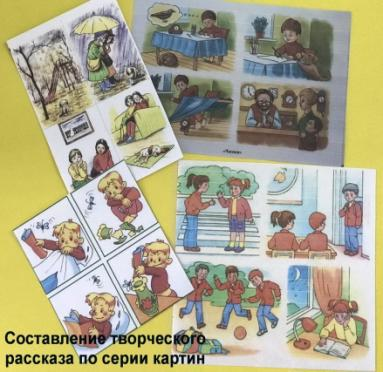 Составление творческого
рассказа по серии картин